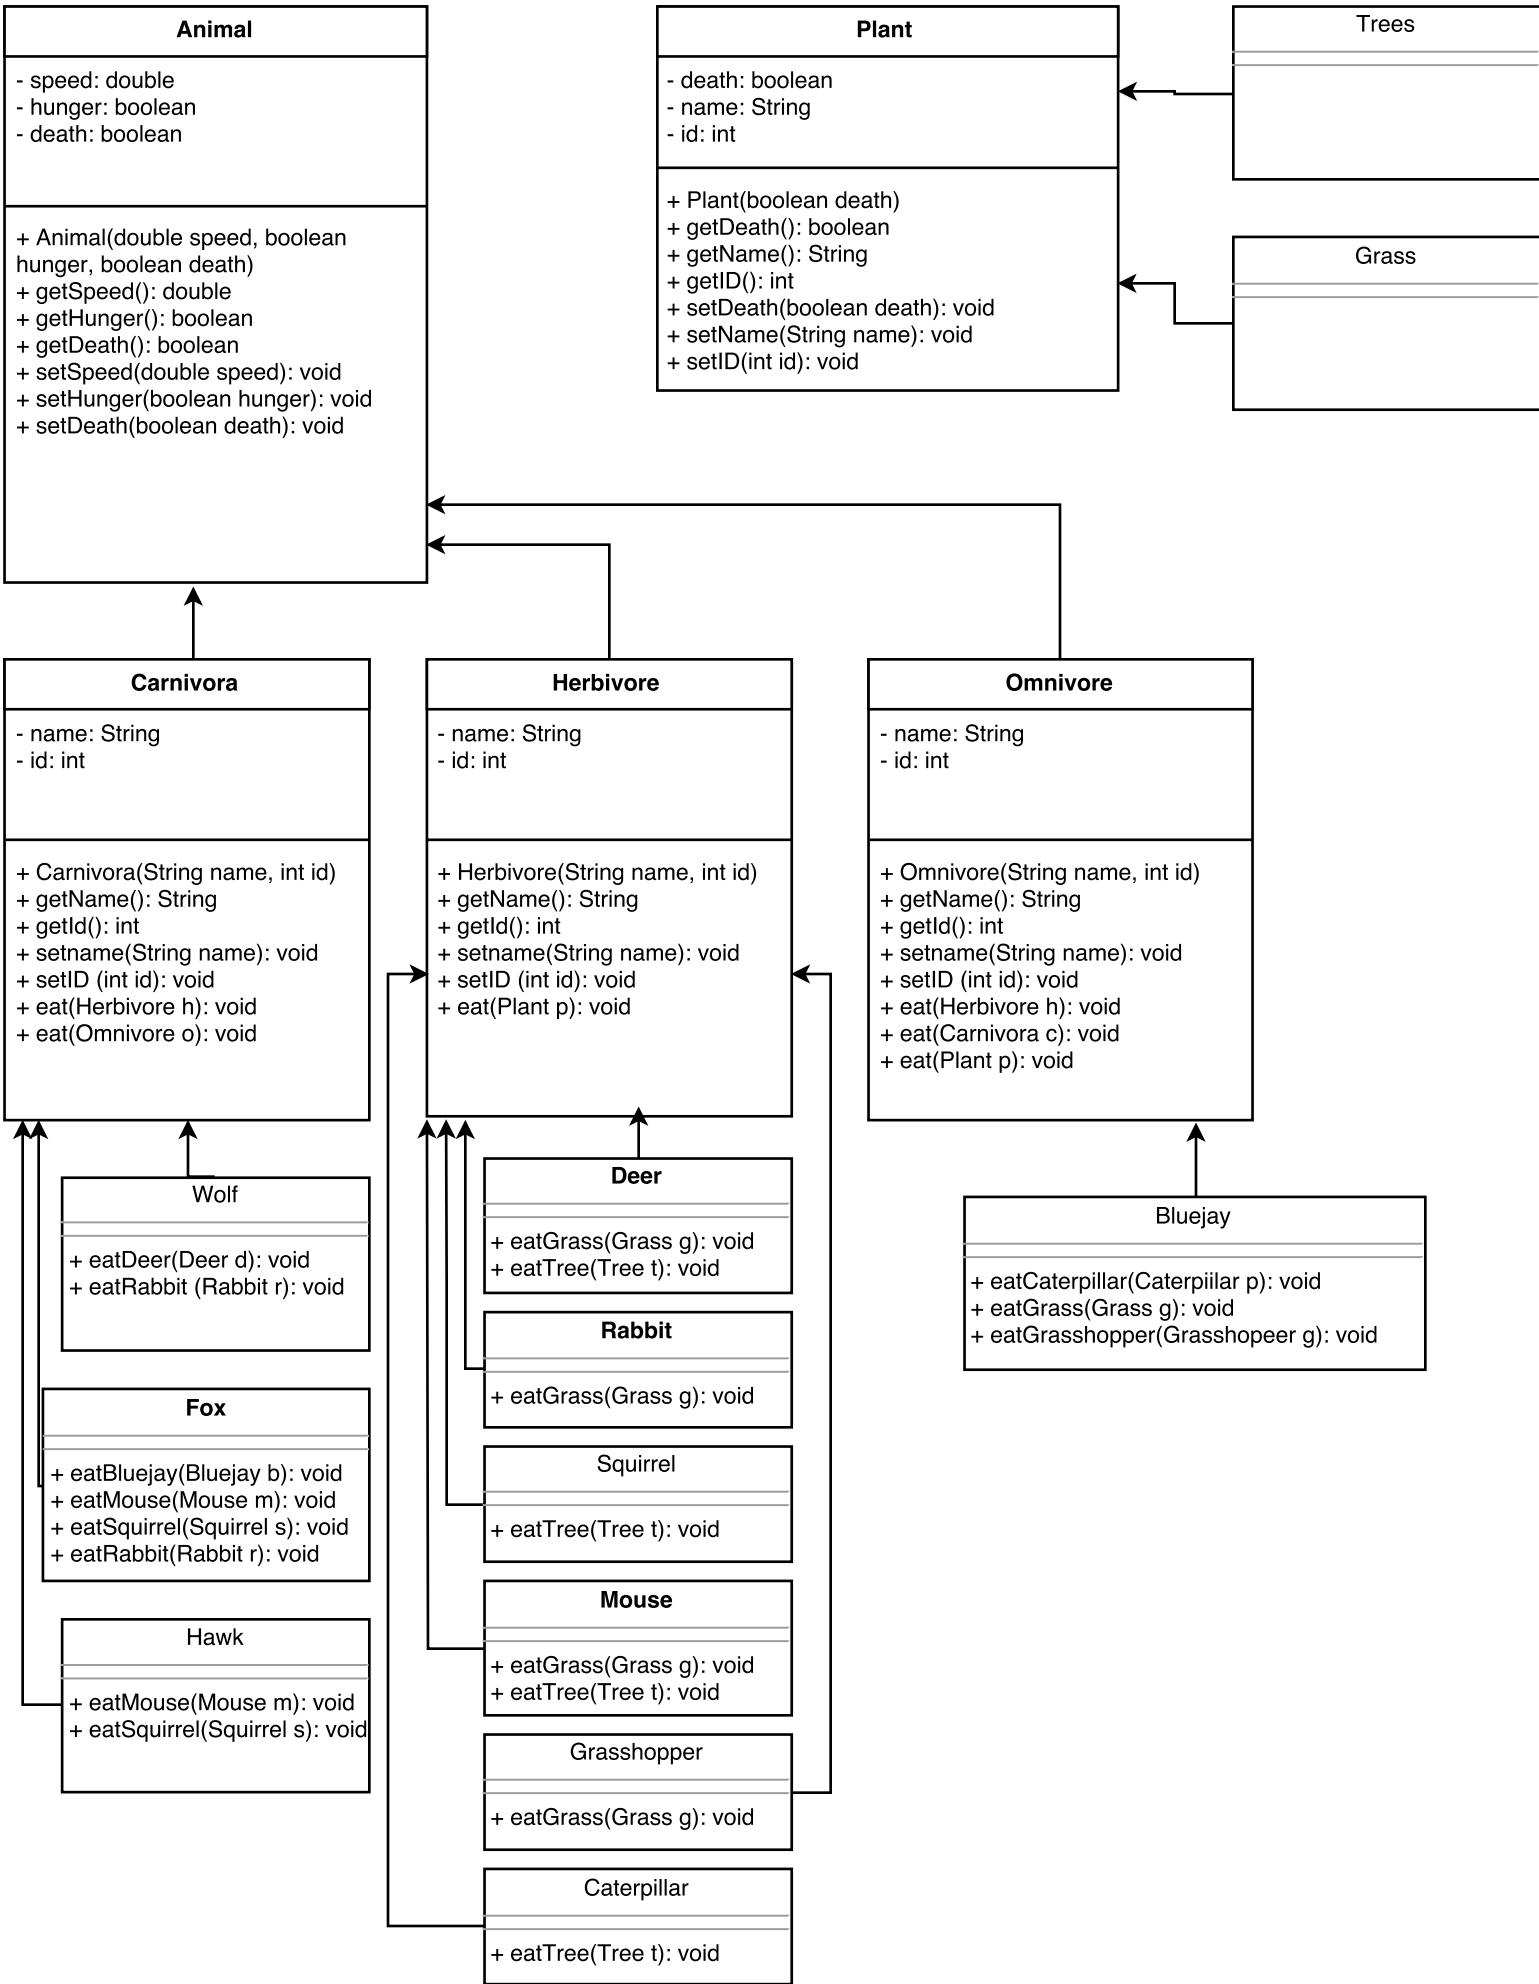 Animal
- speed: double
- hunger: boolean
- death: boolean
+ Animal(double speed, boolean
hunger, boolean death)
+ getSpeed(): double
+ getHunger(): boolean
+ getDeath(): boolean
+ setSpeed(double speed): void
+ setHunger(boolean hunger): void
+ setDeath(boolean death): void
Plant
- death: boolean
- name: String
- id: int
+ Plant(boolean death)
+ getDeath(): boolean
+ getName(): String
+ getID(): int
+ setDeath(boolean death): void
+ setName(String name): void
+ setID(int id): void
Trees
Grass
Carnivora
- name: String
- id: int
+ Carnivora(String name, int id)
+ getName(): String
+ getId(): int
+ setname(String name): void
+ setID (int id): void
+ eat(Herbivore h): void
+ eat(Omnivore o): void
Herbivore
- name: String
- id: int
+ Herbivore(String name, int id)
+ getName(): String
+ getId(): int
+ setname(String name): void
+ setID (int id): void
+ eat(Plant p): void
Omnivore
- name: String
- id: int
+ Omnivore(String name, int id)
+ getName(): String
+ getId(): int
+ setname(String name): void
+ setID (int id): void
+ eat(Herbivore h): void
+ eat(Carnivora c): void
+ eat(Plant p): void
Wolf
+ eatDeer(Deer d): void
+ eatRabbit (Rabbit r): void
Fox
+ eatBluejay(Bluejay b): void
+ eatMouse(Mouse m): void
+ eatSquirrel(Squirrel s): void
+ eatRabbit(Rabbit r): void
Hawk
+ eatMouse(Mouse m): void
+ eatSquirrel(Squirrel s): void
Deer
+ eatGrass(Grass g): void
+ eatTree(Tree t): void
Rabbit
+ eatGrass(Grass g): void
Squirrel
+ eatTree(Tree t): void
Mouse
+ eatGrass(Grass g): void
+ eatTree(Tree t): void
Grasshopper
+ eatGrass(Grass g): void
Caterpillar
+ eatTree(Tree t): void
Bluejay
+ eatCaterpillar(Caterpiilar p): void
+ eatGrass(Grass g): void
+ eatGrasshopper(Grasshopeer g): void